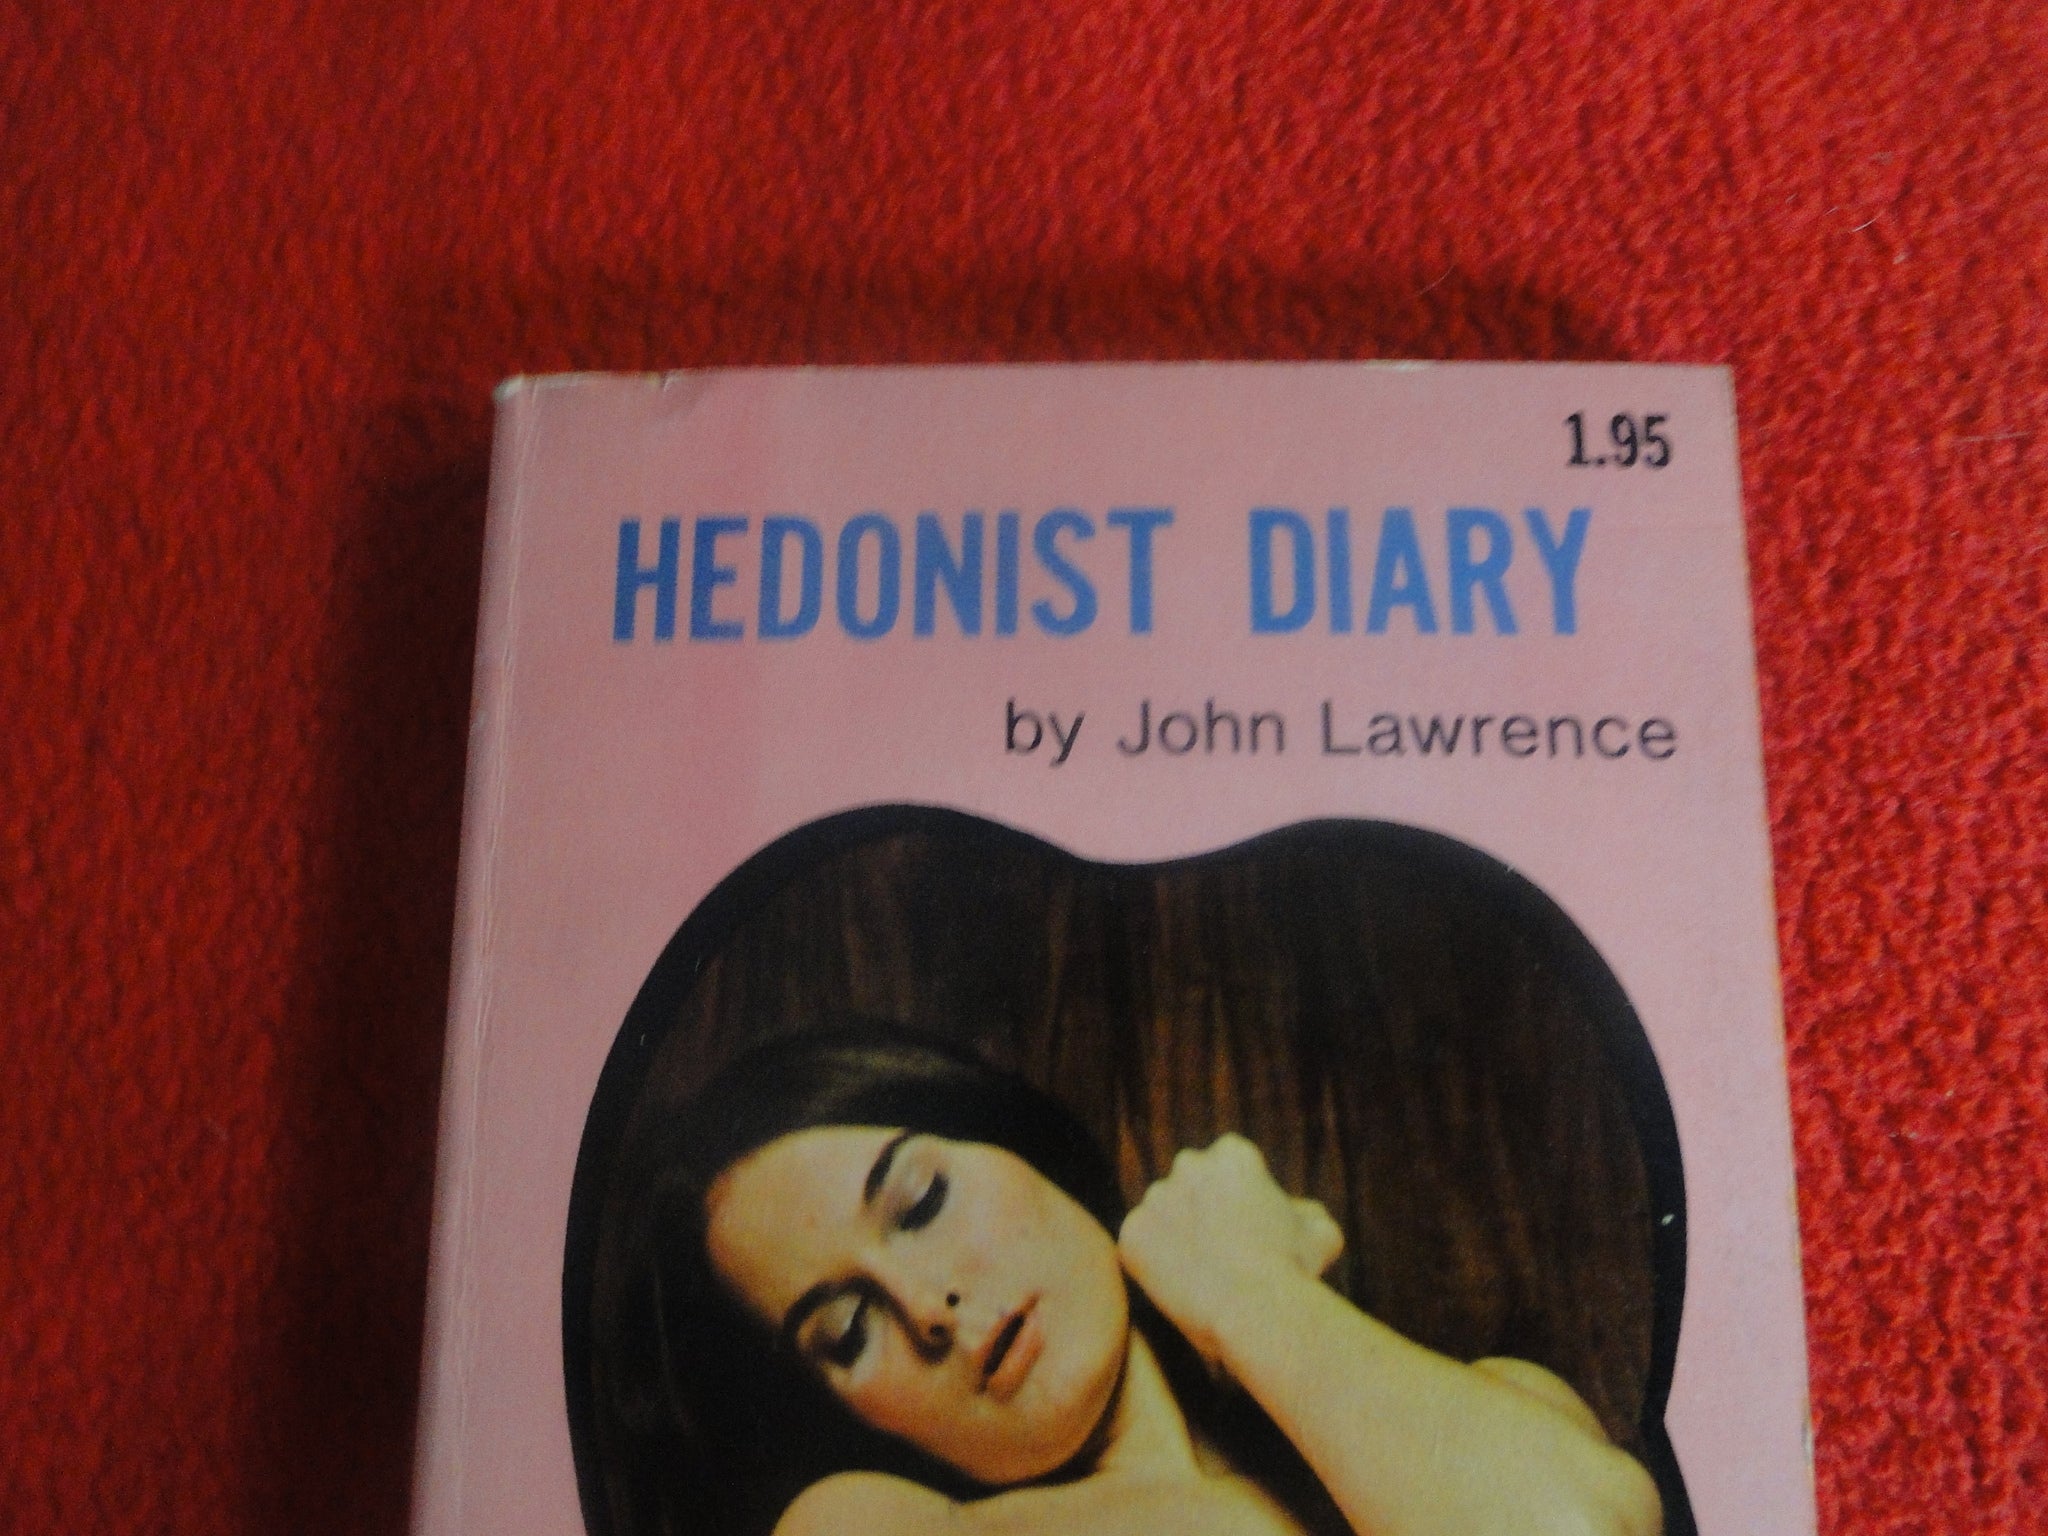 1.95
HEDONIST DIARY
by John Lawrence